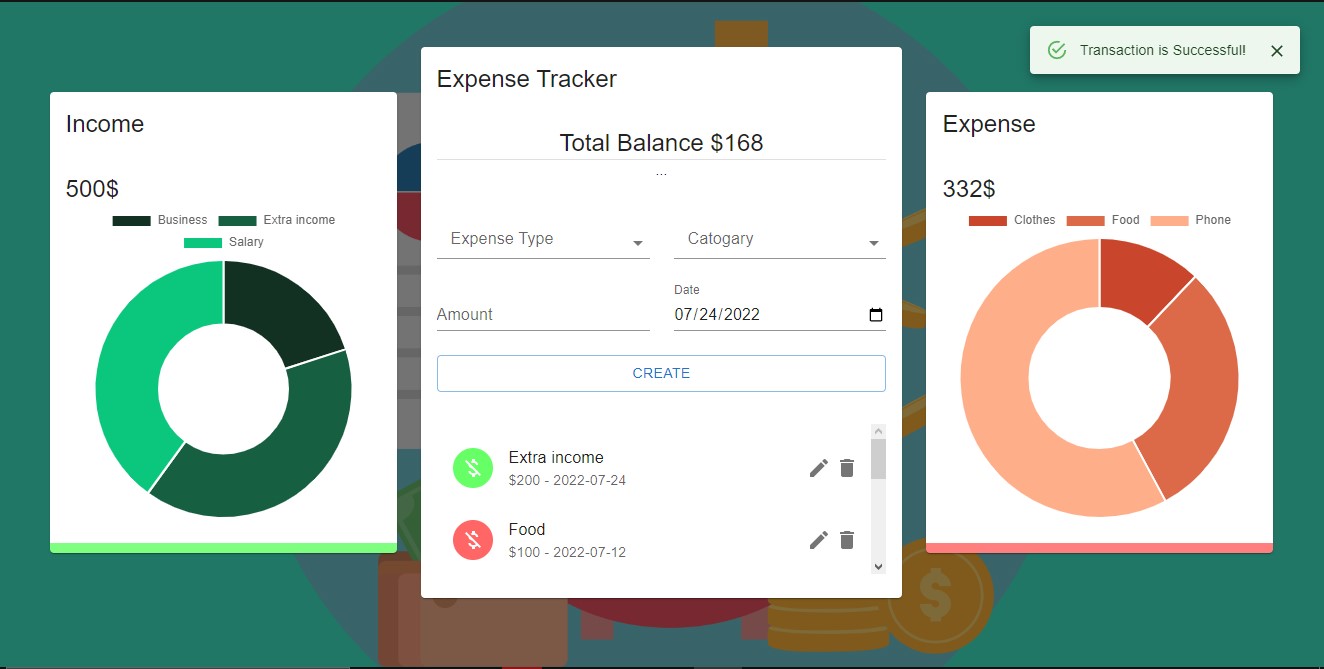 Transaction is Successful!
Income
500$
Business Extra income
Salary
Expense Tracker
Total Balance $168
...
Expense Type Catogary
Date
Amount 07/24/2022
CREATE
Extra income
$200 - 2022-07-24
Food
$100 - 2022-07-12
Expense
332$
Clothes Food Phone
$